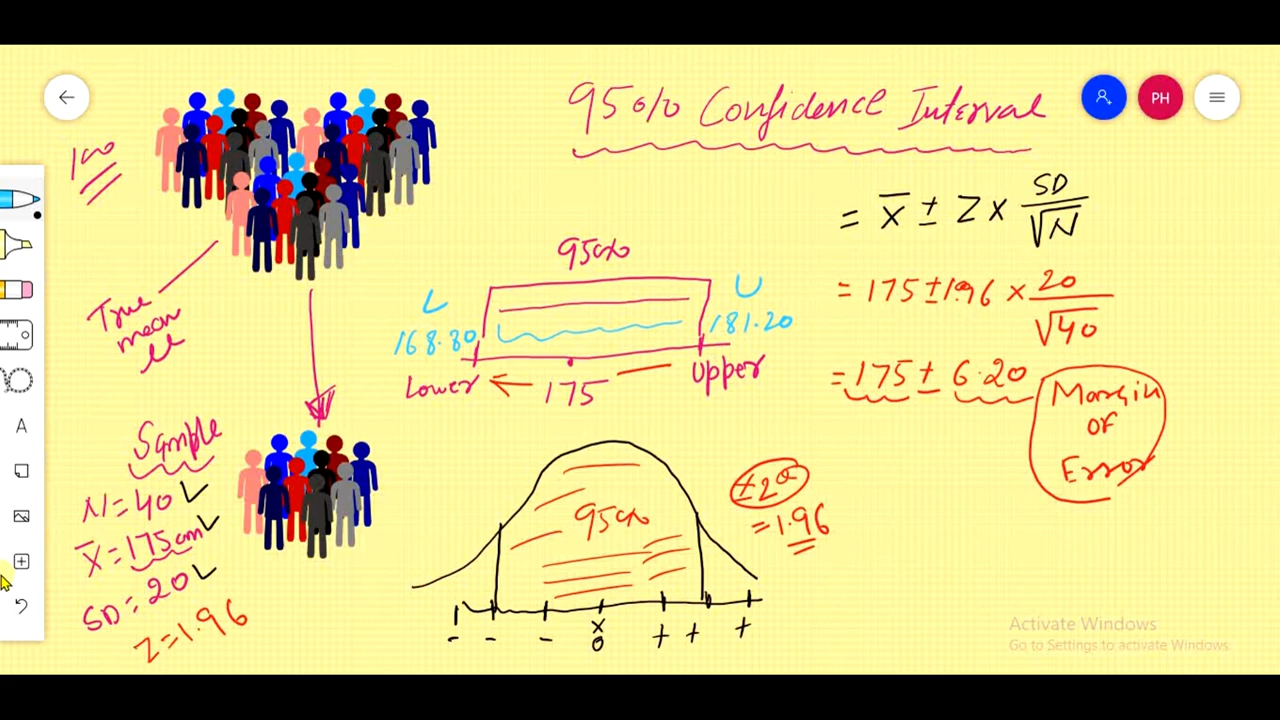 95% Confidence Interval
PH
100
True
mean
μ
= X̄ ± Z × SD/√N
95%
L
168.80
U
181.20
Lower
175
Upper
= 175 ± 1.96 × 20/√40
= 175 ± 6.20
Margin
of
Error
Sample
N = 40
X̄ = 175 cm
SD = 20
Z = 1.96
95%
±2σ
= 1.96
X
- - - 0 + + +
A
Activate Windows
Go to Settings to activate Windows.